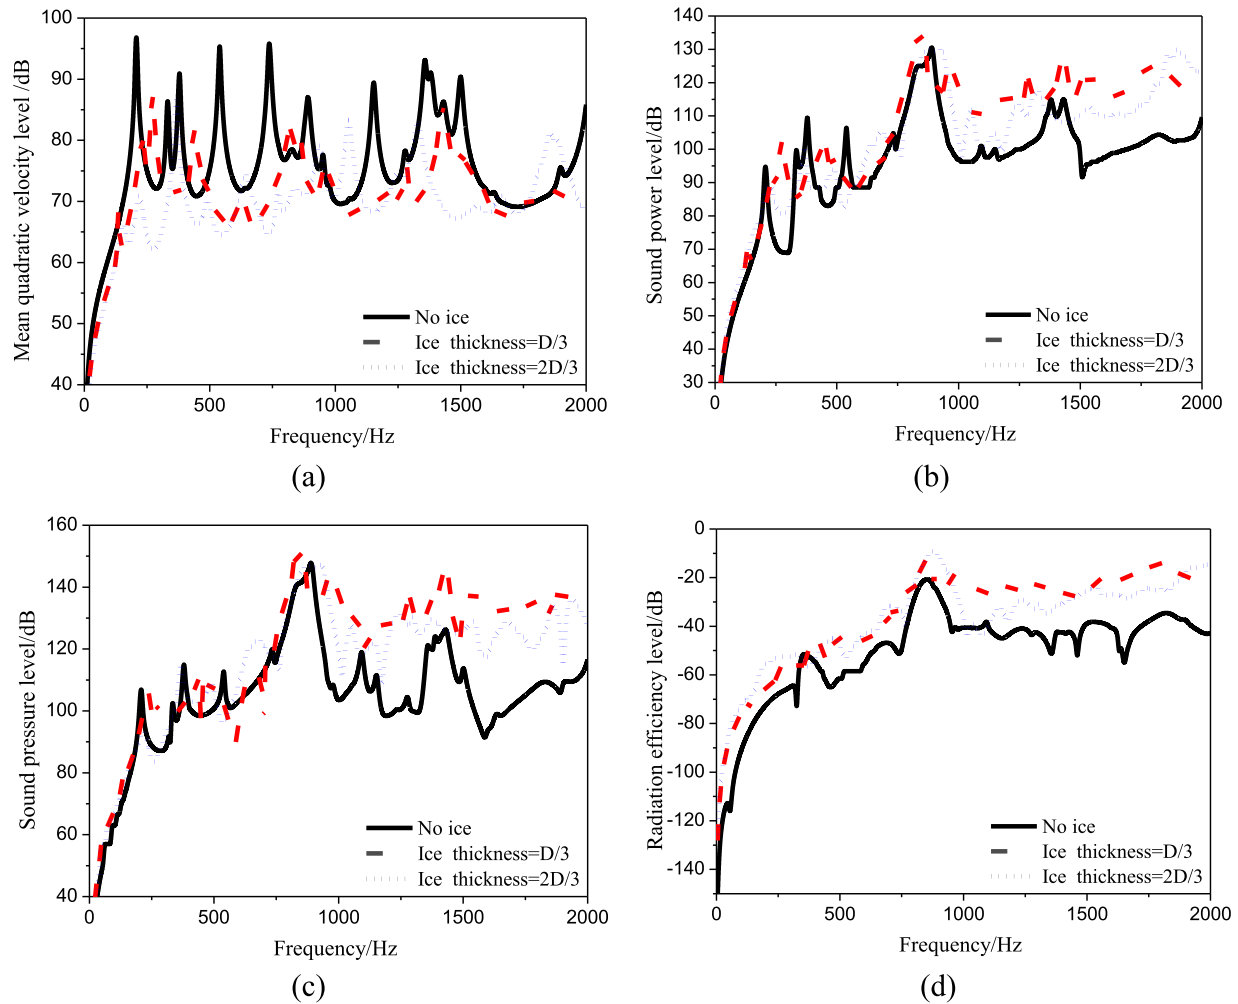 100
90
80
70
60
50
40
Mean quadratic velocity level /dB
No ice
Ice thickness=D/3
Ice thickness=2D/3
0
500
1000
1500
2000
Frequency/Hz
(a)
140
130
120
110
100
90
80
70
60
50
40
30
Sound power level/dB
No ice
Ice thickness=D/3
Ice thickness=2D/3
0
500
1000
1500
2000
Frequency/Hz
(b)
160
140
120
100
80
60
40
Sound pressure level/dB
No ice
Ice thickness=D/3
Ice thickness=2D/3
0
500
1000
1500
2000
Frequency/Hz
(c)
0
-20
-40
-60
-80
-100
-120
-140
Radiation efficiency level/dB
No ice
Ice thickness=D/3
Ice thickness=2D/3
0
500
1000
1500
2000
Frequency/Hz
(d)